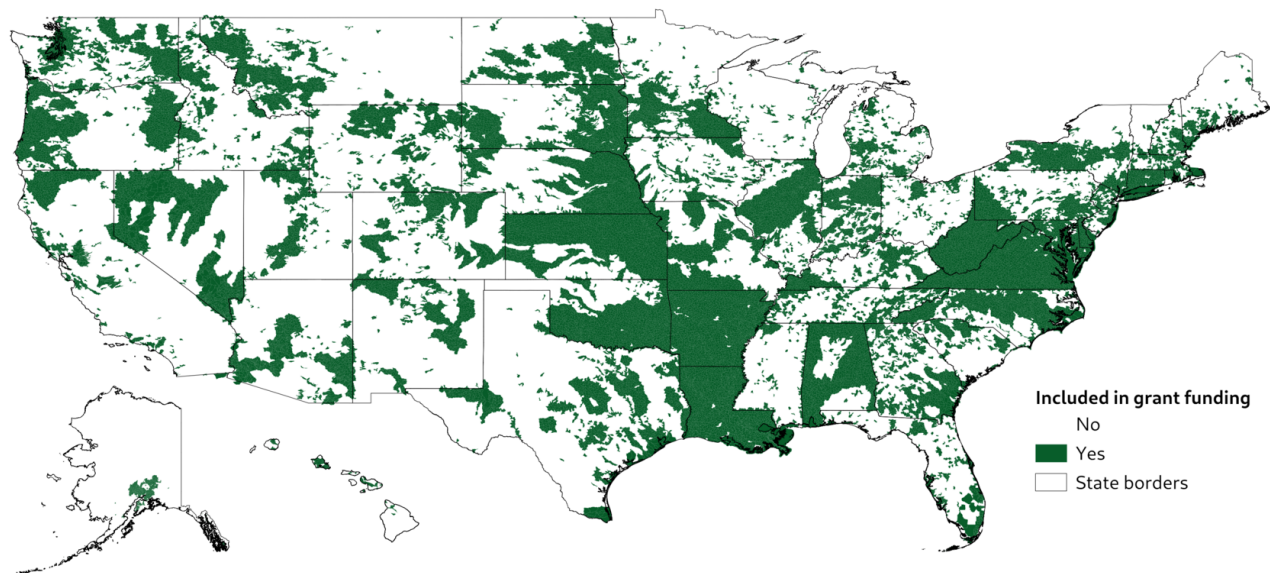 Included in grant funding
No
Yes
State borders